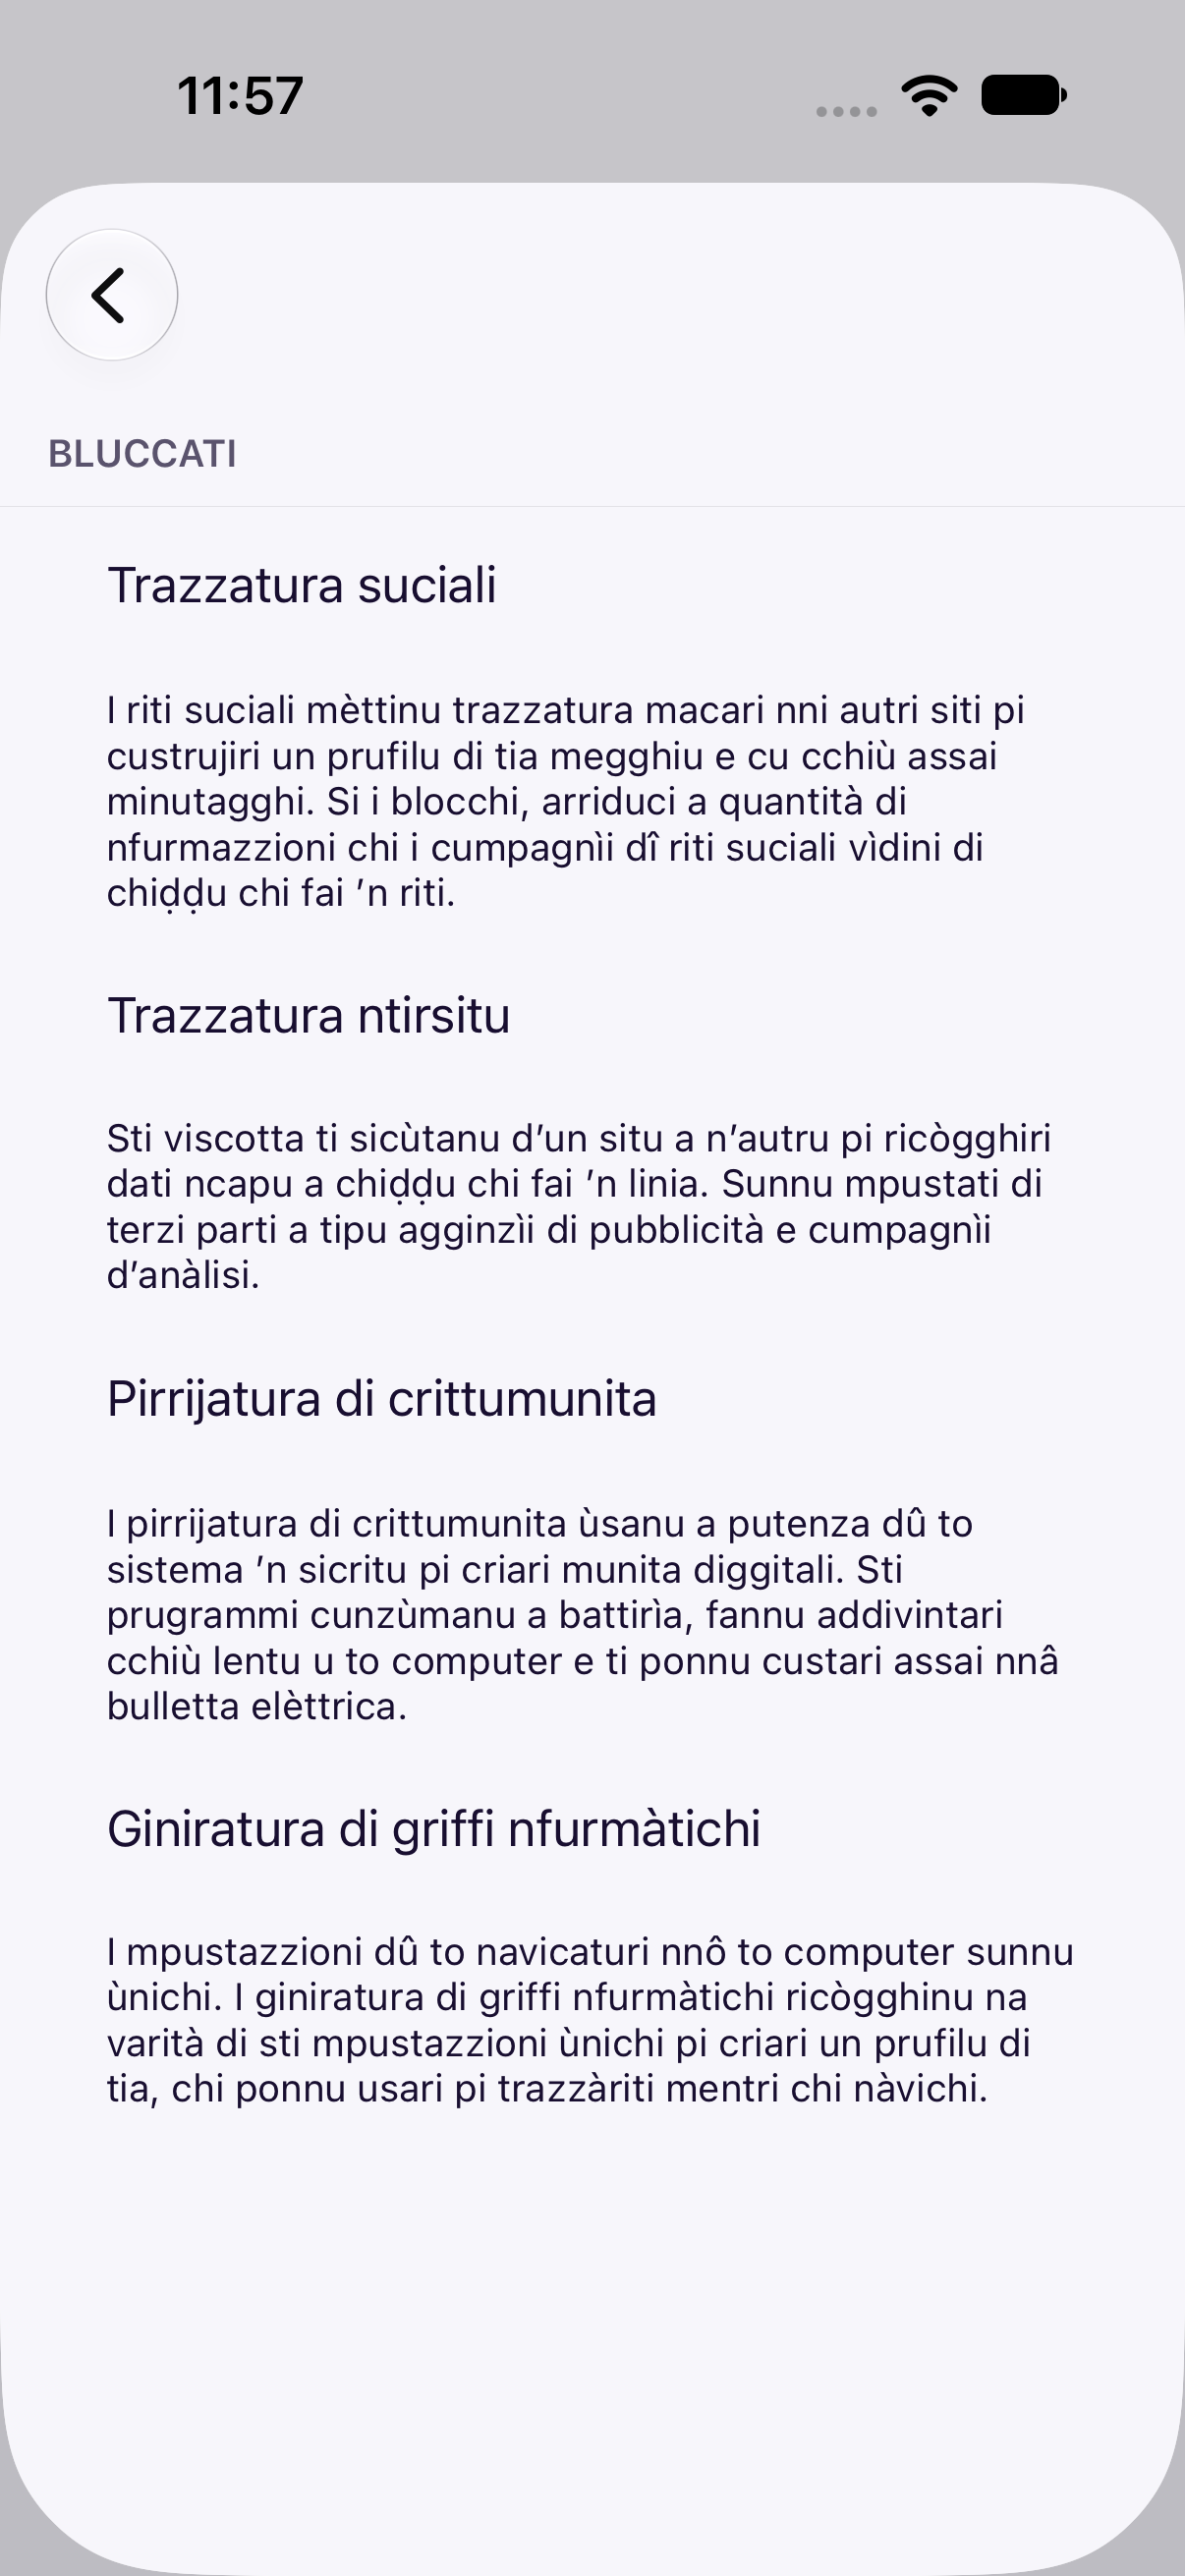 11:57
BLUCCATI
Trazzatura suciali
I riti suciali mèttinu trazzatura macari nni autri siti pi
custrujiri un prufilu di tia megghiu e cu cchiù assai
minutagghi. Si i blocchi, arriduci a quantità di
nfurmazzioni chi i cumpagnìi dî riti suciali vìdini di
chiḍḍu chi fai ’n riti.
Trazzatura ntirsitu
Sti viscotta ti sicùtanu d’un situ a n’autru pi ricògghiri
dati ncapu a chiḍḍu chi fai ’n linia. Sunnu mpustati di
terzi parti a tipu agginzìi di pubblicità e cumpagnìi
d’anàlisi.
Pirrijatura di crittumunita
I pirrijatura di crittumunita ùsanu a putenza dû to
sistema ’n sicritu pi criari munita diggitali. Sti
prugrammi cunzùmanu a battirìa, fannu addivintari
cchiù lentu u to computer e ti ponnu custari assai nnâ
bulletta elèttrica.
Giniratura di griffi nfurmàtichi
I mpustazzioni dû to navicaturi nnô to computer sunnu
ùnichi. I giniratura di griffi nfurmàtichi ricògghinu na
varità di sti mpustazzioni ùnichi pi criari un prufilu di
tia, chi ponnu usari pi trazzàriti mentri chi nàvichi.